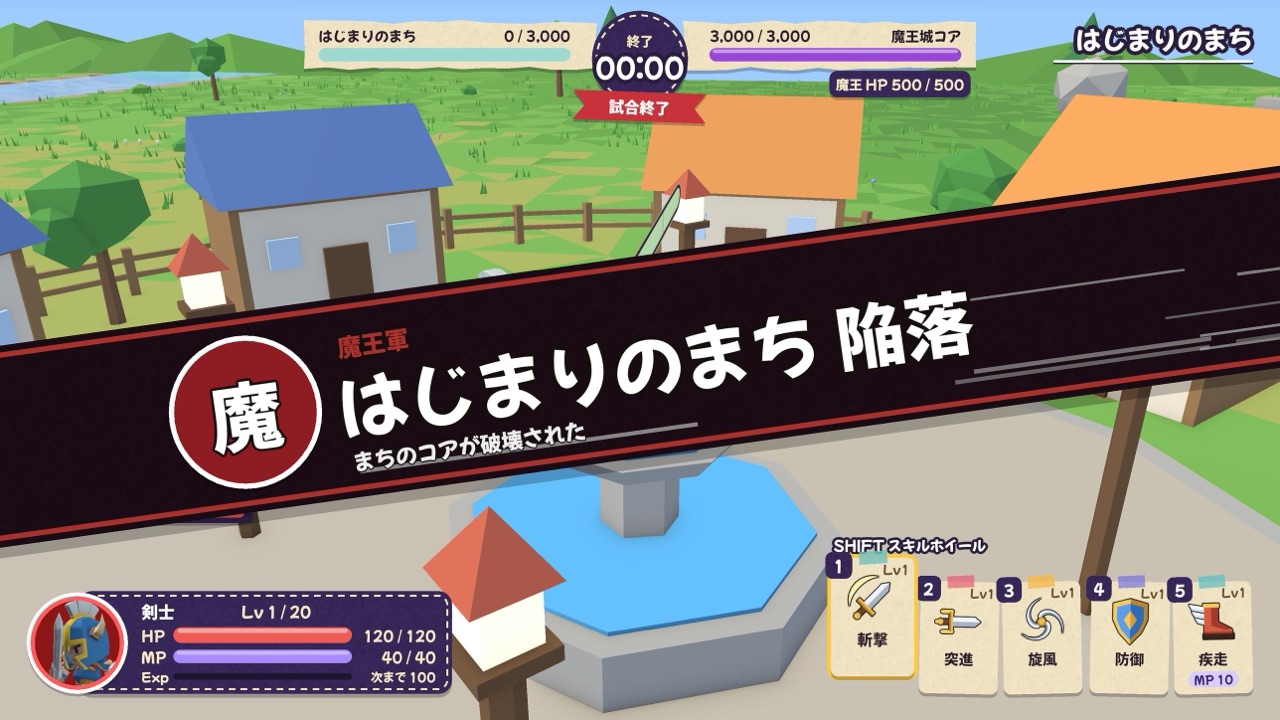 はじまりのまち 0 / 3,000
終了
00:00
試合終了
3,000 / 3,000 魔王城コア
魔王 HP 500 / 500
はじまりのまち
魔
魔王軍
はじまりのまち 陥落
まちのコアが破壊された
剣士 Lv 1 / 20
HP 120 / 120
MP 40 / 40
Exp 次まで 100
SHIFT スキルホイール
1 Lv1 斬撃
2 Lv1 突進
3 Lv1 旋風
4 Lv1 防御
5 Lv1 疾走
MP 10